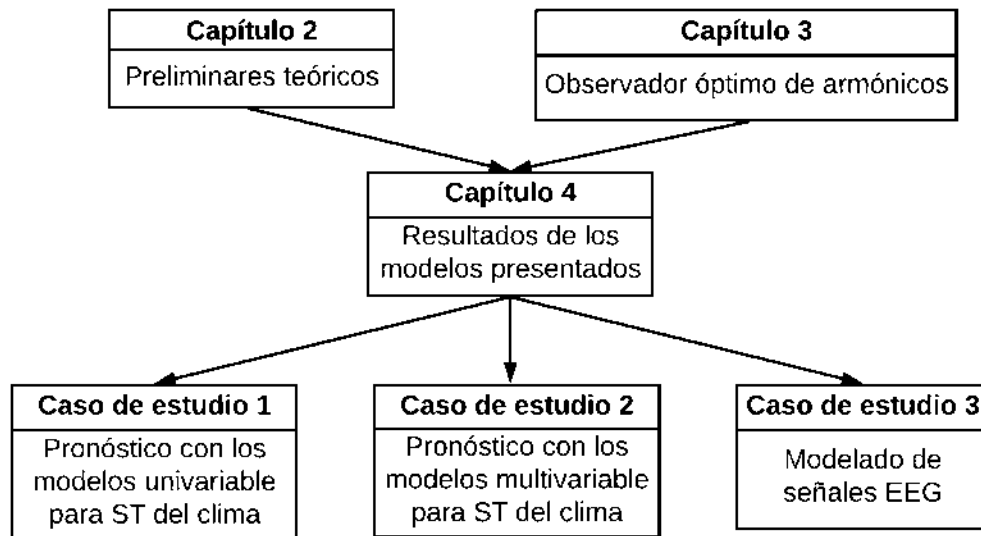 Capítulo 2
Preliminares teóricos
Capítulo 3
Observador óptimo de armónicos
Capítulo 4
Resultados de los
modelos presentados
Caso de estudio 1
Pronóstico con los
modelos univariable
para ST del clima
Caso de estudio 2
Pronóstico con los
modelos multivariable
para ST del clima
Caso de estudio 3
Modelado de
señales EEG